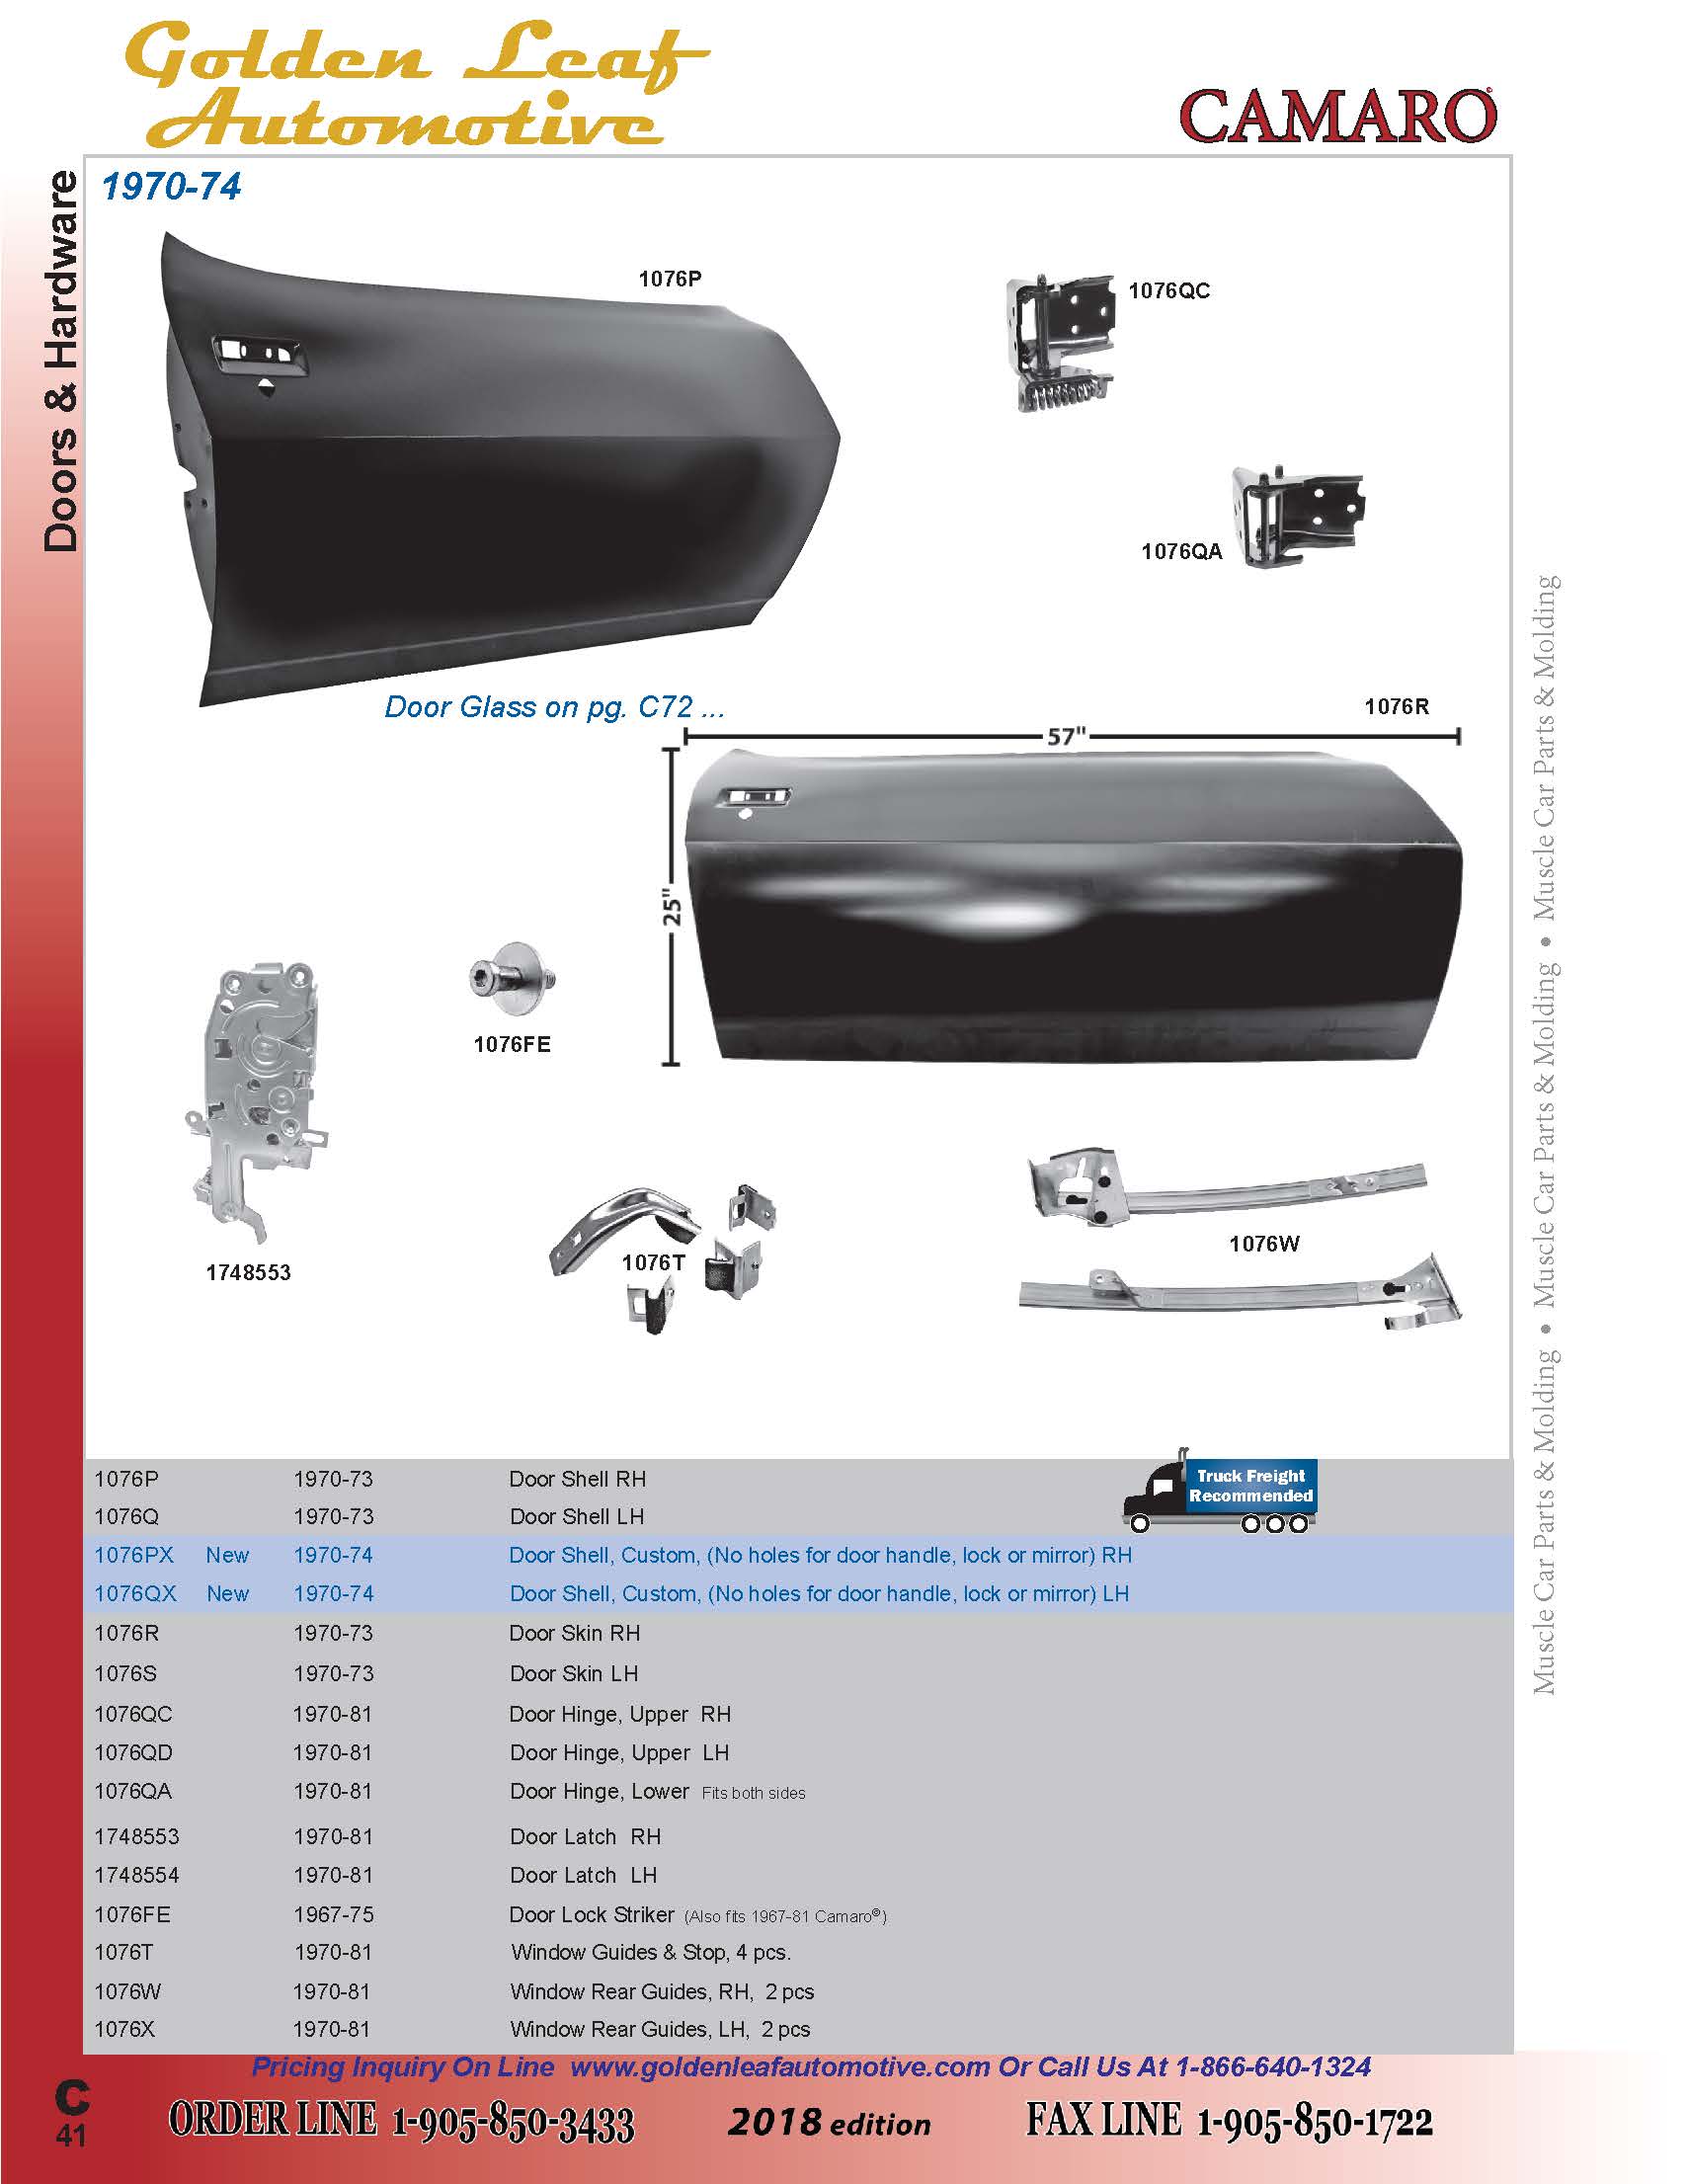 Golden Leaf
Automotive
CAMARO®
Doors & Hardware
1970-74
1076P
1076QC
1076QA
Door Glass on pg. C72 ...
1076R
57"
25"
1076FE
1748553
1076T
1076W
Muscle Car Parts & Molding • Muscle Car Parts & Molding • Muscle Car Parts & Molding
Truck Freight
Recommended
1076P 1970-73 Door Shell RH
1076Q 1970-73 Door Shell LH
1076PX New 1970-74 Door Shell, Custom, (No holes for door handle, lock or mirror) RH
1076QX New 1970-74 Door Shell, Custom, (No holes for door handle, lock or mirror) LH
1076R 1970-73 Door Skin RH
1076S 1970-73 Door Skin LH
1076QC 1970-81 Door Hinge, Upper RH
1076QD 1970-81 Door Hinge, Upper LH
1076QA 1970-81 Door Hinge, Lower Fits both sides
1748553 1970-81 Door Latch RH
1748554 1970-81 Door Latch LH
1076FE 1967-75 Door Lock Striker (Also fits 1967-81 Camaro®)
1076T 1970-81 Window Guides & Stop, 4 pcs.
1076W 1970-81 Window Rear Guides, RH, 2 pcs
1076X 1970-81 Window Rear Guides, LH, 2 pcs
Pricing Inquiry On Line www.goldenleafautomotive.com Or Call Us At 1-866-640-1324
C
41
ORDER LINE 1-905-850-3433
2018 edition
FAX LINE 1-905-850-1722